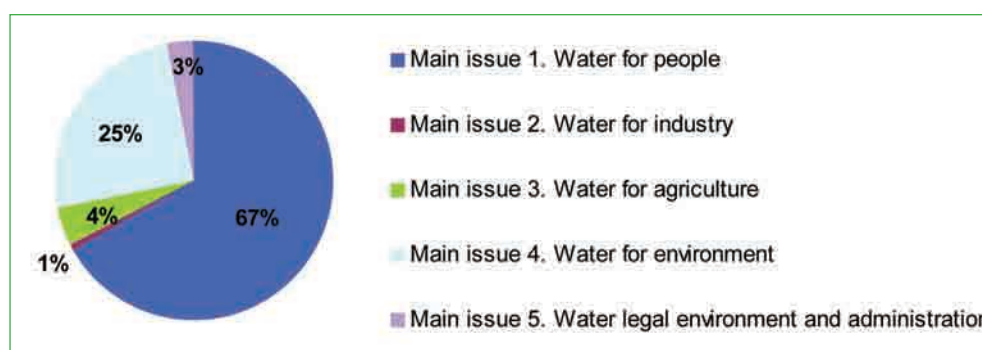 3%
25%
4%
1%
67%
Main issue 1. Water for people
Main issue 2. Water for industry
Main issue 3. Water for agriculture
Main issue 4. Water for environment
Main issue 5. Water legal environment and administration